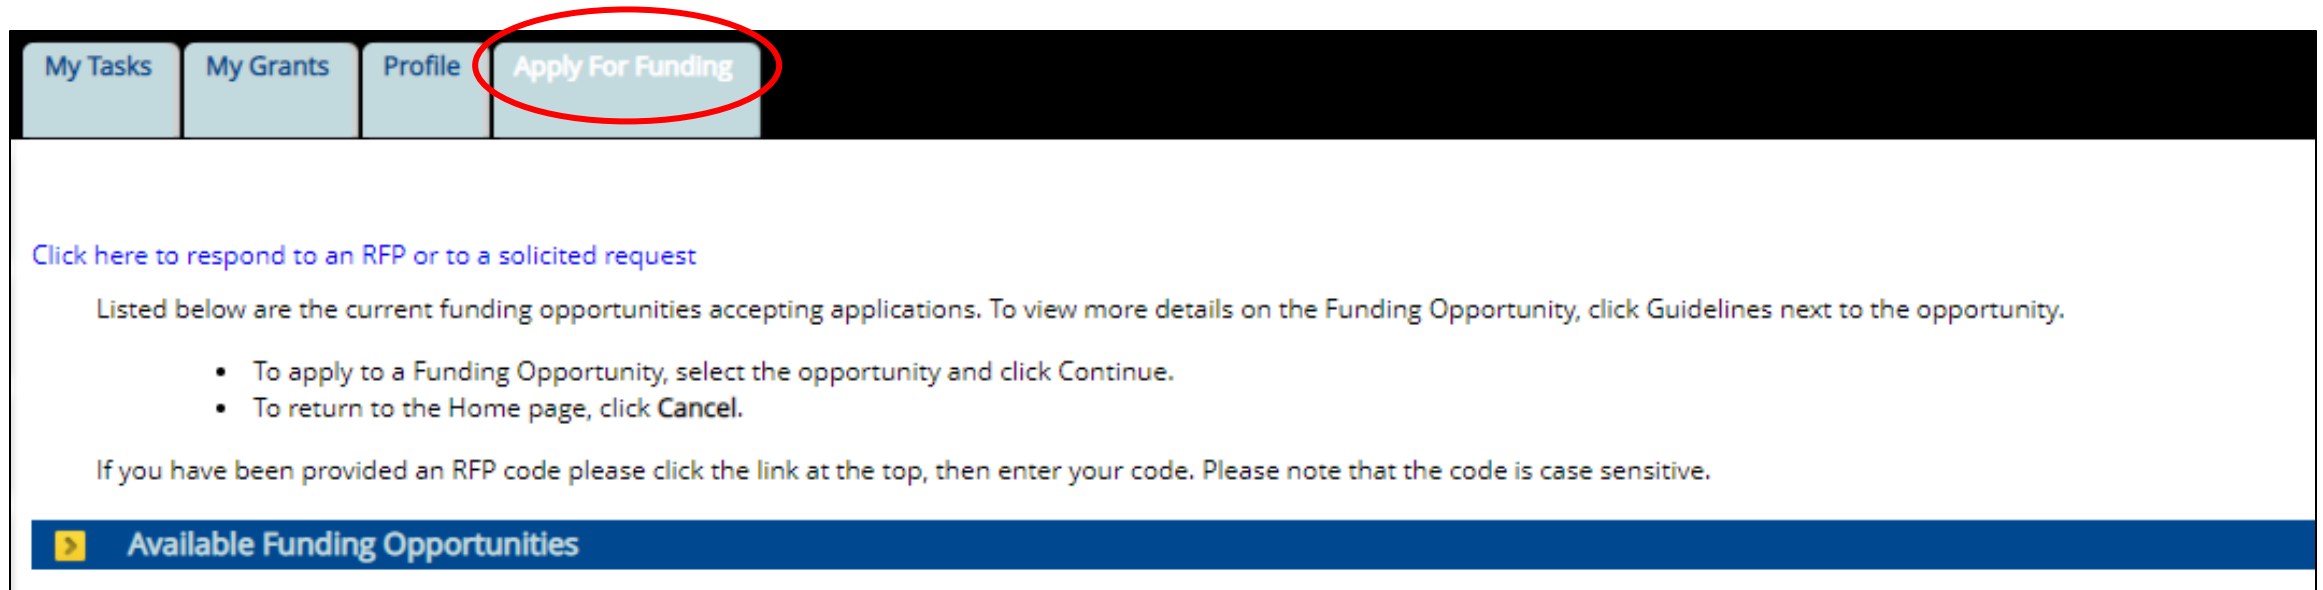 My Tasks My Grants Profile Apply For Funding
Click here to respond to an RFP or to a solicited request
Listed below are the current funding opportunities accepting applications. To view more details on the Funding Opportunity, click Guidelines next to the opportunity.
• To apply to a Funding Opportunity, select the opportunity and click Continue.
• To return to the Home page, click Cancel.
If you have been provided an RFP code please click the link at the top, then enter your code. Please note that the code is case sensitive.
Available Funding Opportunities